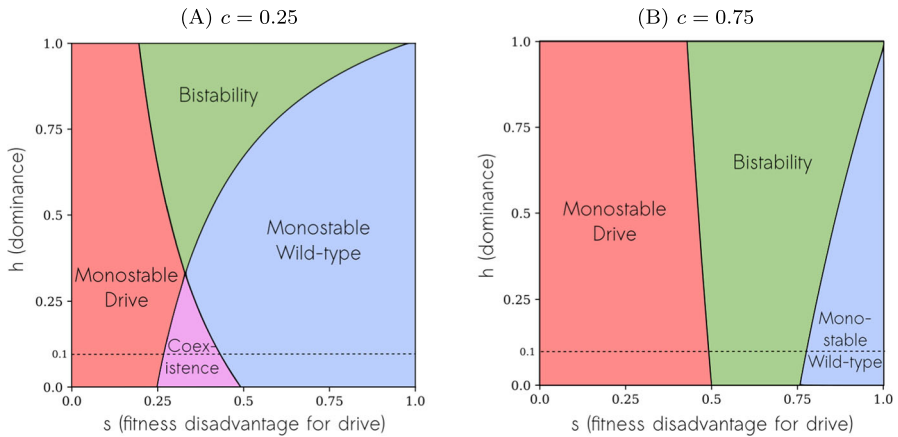 (A) c = 0.25
1.0
0.75
0.5
0.25
0.1
0.0
h (dominance)
Bistability
Monostable
Wild-type
Monostable
Drive
Coex-
istence
0.0
0.25
0.5
0.75
1.0
s (fitness disadvantage for drive)
(B) c = 0.75
1.0
0.75
0.5
0.25
0.1
0.0
h (dominance)
Bistability
Monostable
Drive
Mono-
stable
Wild-type
0.0
0.25
0.5
0.75
1.0
s (fitness disadvantage for drive)